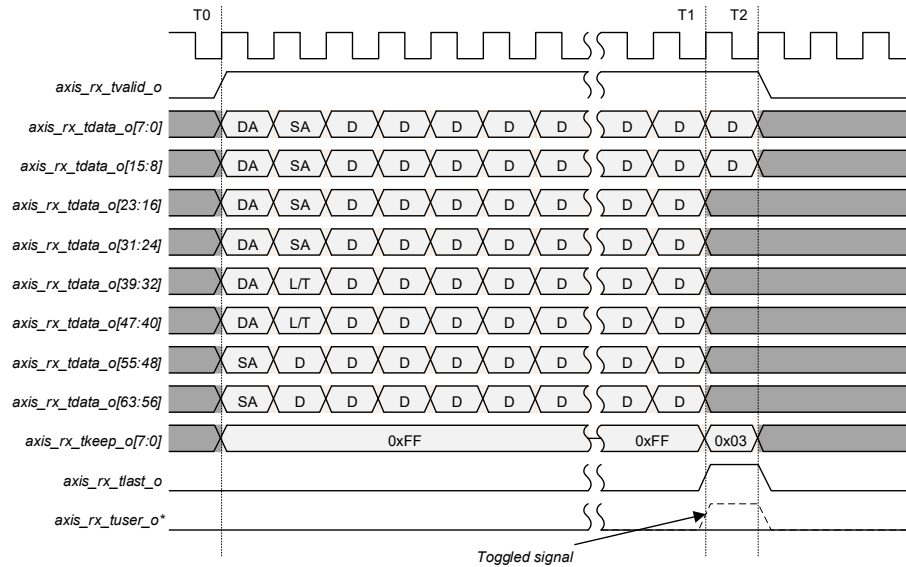 T0 T1 T2
axis_rx_tvalid_o
axis_rx_tdata_o[7:0] DA SA D D D D D D D D
axis_rx_tdata_o[15:8] DA SA D D D D D D D D
axis_rx_tdata_o[23:16] DA SA D D D D D D D
axis_rx_tdata_o[31:24] DA SA D D D D D D D
axis_rx_tdata_o[39:32] DA L/T D D D D D D D
axis_rx_tdata_o[47:40] DA L/T D D D D D D D
axis_rx_tdata_o[55:48] SA D D D D D D D D
axis_rx_tdata_o[63:56] SA D D D D D D D D
axis_rx_tkeep_o[7:0] 0xFF 0xFF 0x03
axis_rx_tlast_o
axis_rx_tuser_o*
Toggled signal